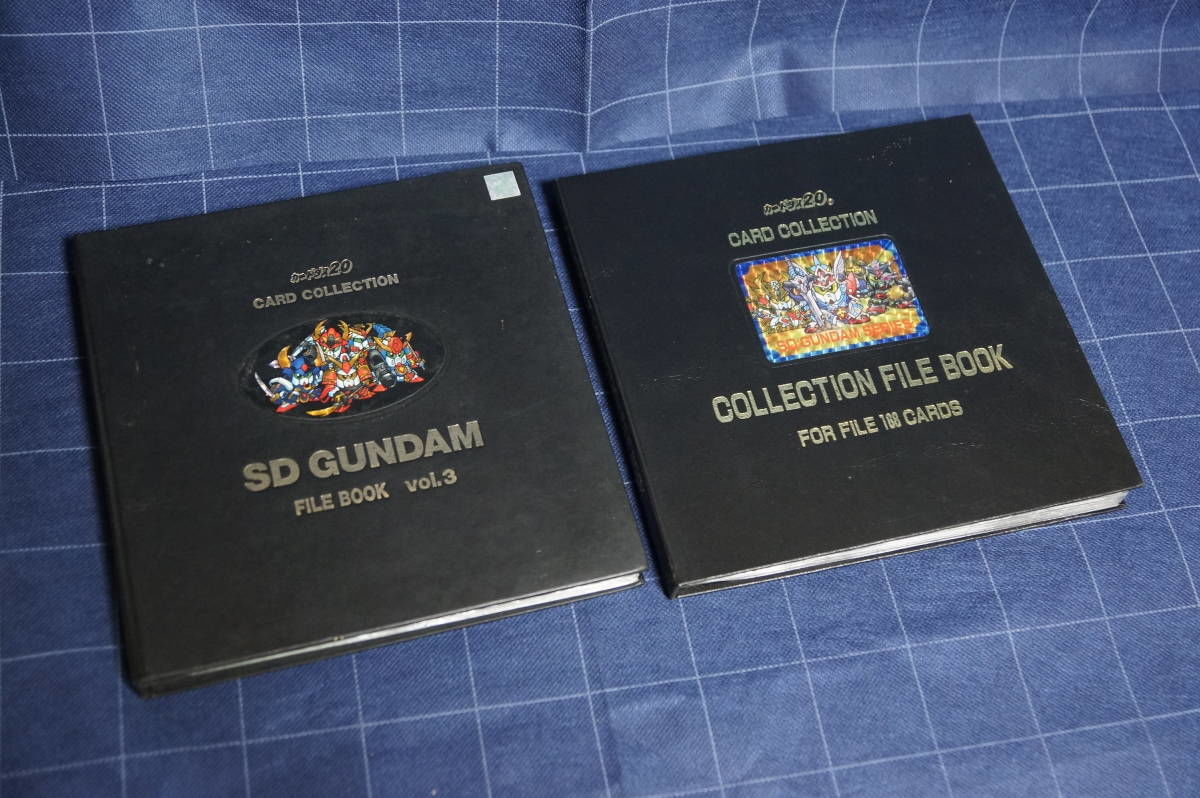 カードダス20
CARD COLLECTION
SD GUNDAM
FILE BOOK vol.3
カードダス20.
CARD COLLECTION
SD GUNDAM SERIES
COLLECTION FILE BOOK
FOR FILE 168 CARDS